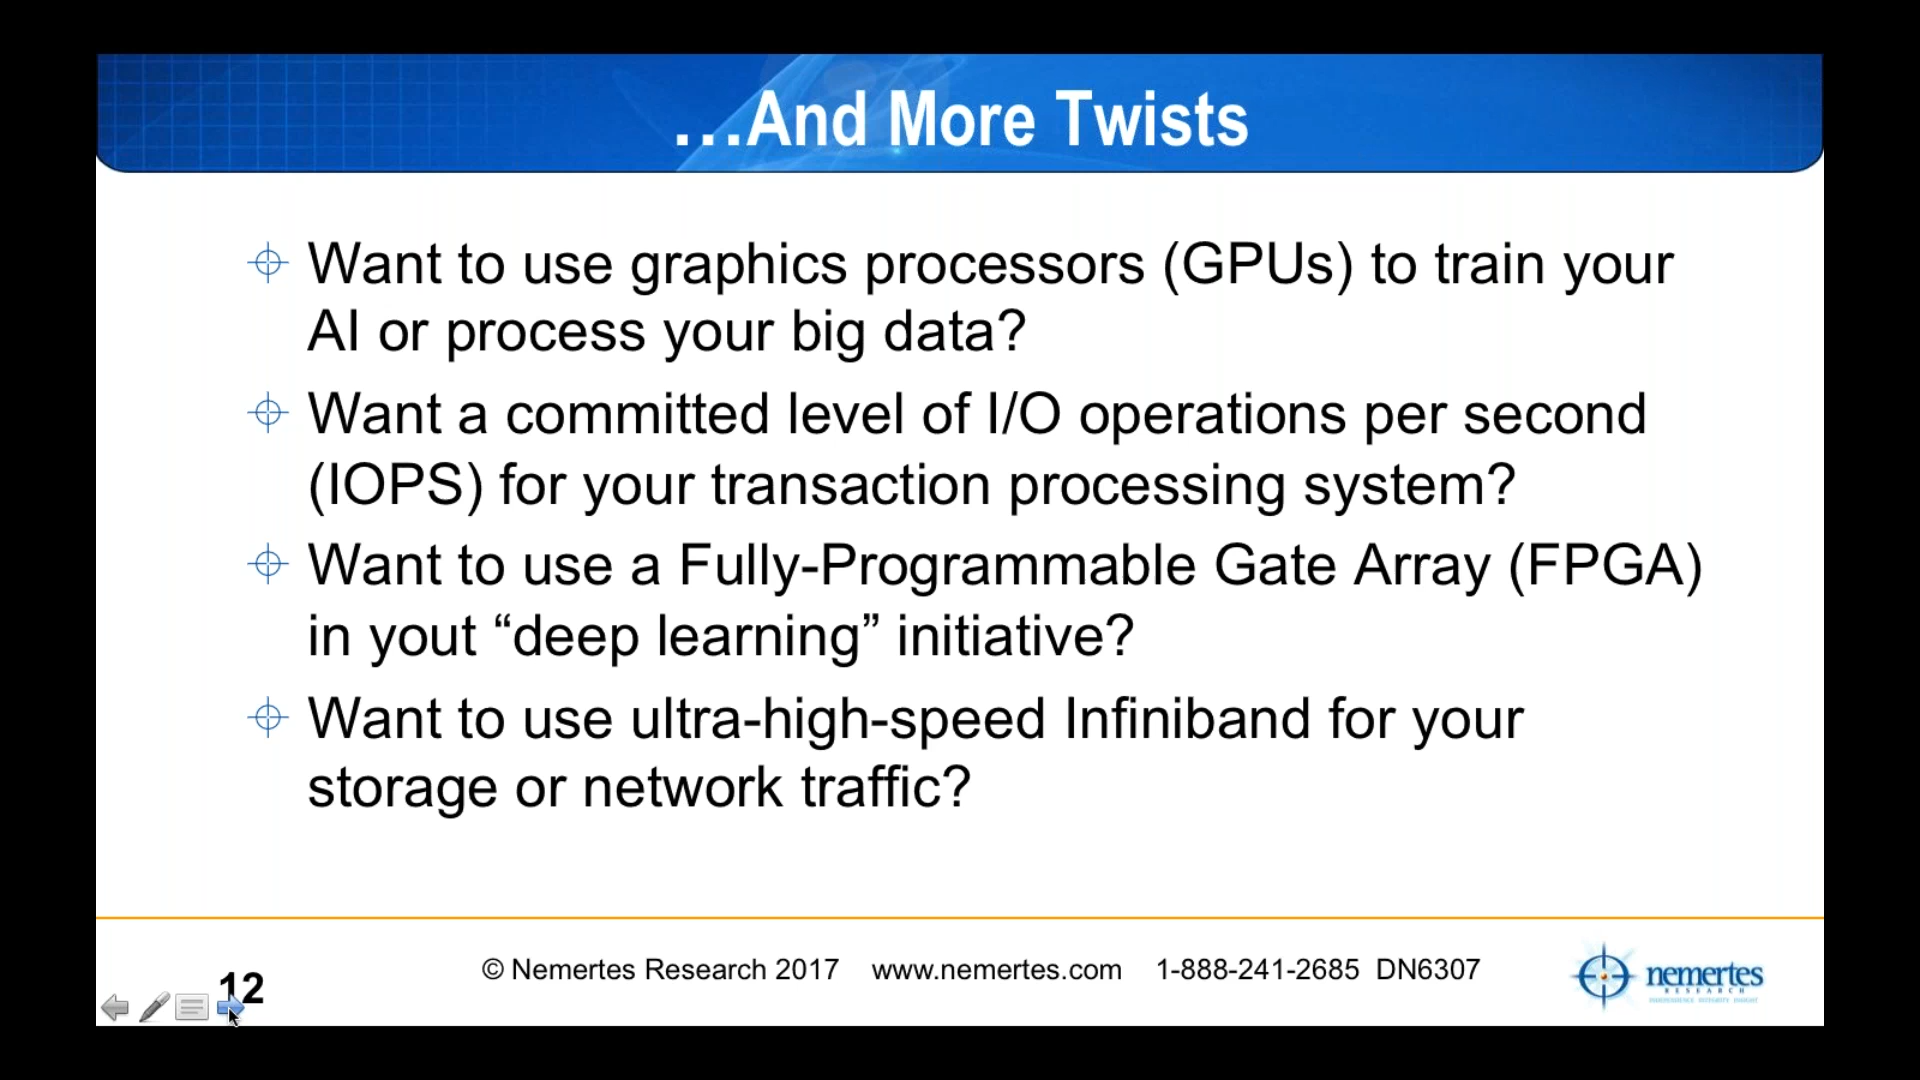 ...And More Twists
Want to use graphics processors (GPUs) to train your
AI or process your big data?
Want a committed level of I/O operations per second
(IOPS) for your transaction processing system?
Want to use a Fully-Programmable Gate Array (FPGA)
in yout “deep learning” initiative?
Want to use ultra-high-speed Infiniband for your
storage or network traffic?
12
© Nemertes Research 2017 www.nemertes.com 1-888-241-2685 DN6307
nemertes
RESEARCH